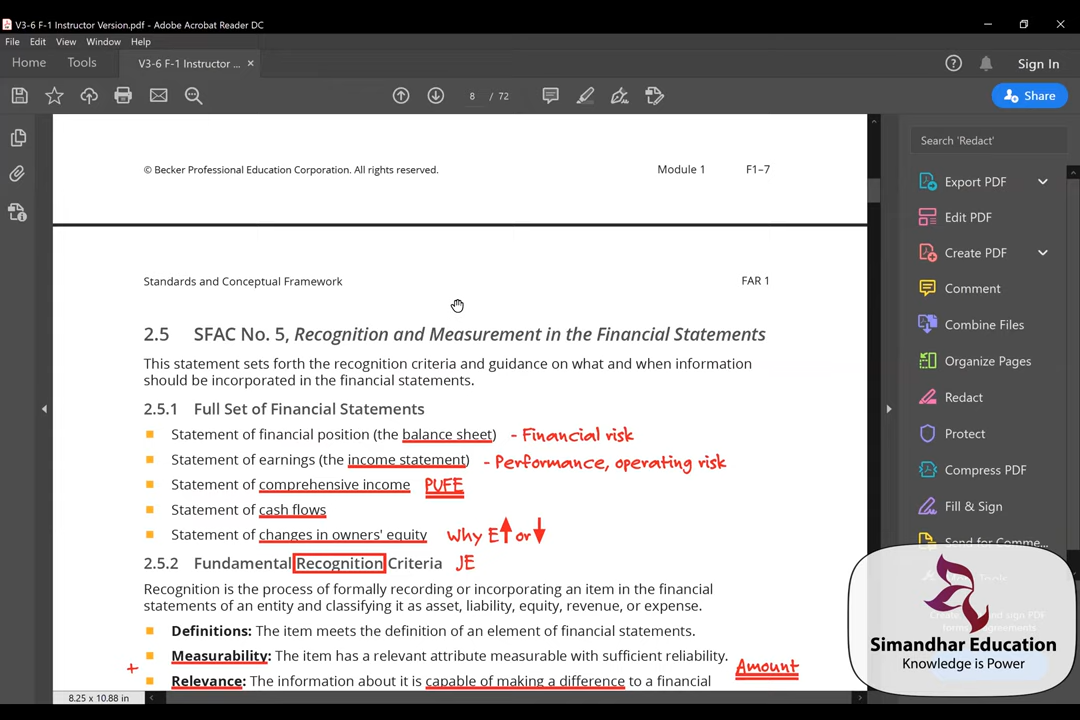 V3-6 F-1 Instructor Version.pdf - Adobe Acrobat Reader DC
File Edit View Window Help
Home Tools V3-6 F-1 Instructor ... ×
Sign In
8 / 72
Share
© Becker Professional Education Corporation. All rights reserved. Module 1 F1–7
Standards and Conceptual Framework FAR 1
2.5 SFAC No. 5, Recognition and Measurement in the Financial Statements
This statement sets forth the recognition criteria and guidance on what and when information
should be incorporated in the financial statements.
2.5.1 Full Set of Financial Statements
Statement of financial position (the balance sheet) - Financial risk
Statement of earnings (the income statement) - Performance, operating risk
Statement of comprehensive income PUFE
Statement of cash flows
Statement of changes in owners' equity Why E↑ or ↓
2.5.2 Fundamental Recognition Criteria JE
Recognition is the process of formally recording or incorporating an item in the financial
statements of an entity and classifying it as asset, liability, equity, revenue, or expense.
Definitions: The item meets the definition of an element of financial statements.
Measurability: The item has a relevant attribute measurable with sufficient reliability.
+ Amount
Relevance: The information about it is capable of making a difference to a financial
8.25 x 10.88 in
Search 'Redact'
Export PDF
Edit PDF
Create PDF
Comment
Combine Files
Organize Pages
Redact
Protect
Compress PDF
Fill & Sign
Send for Comme...
Simandhar Education
Knowledge is Power